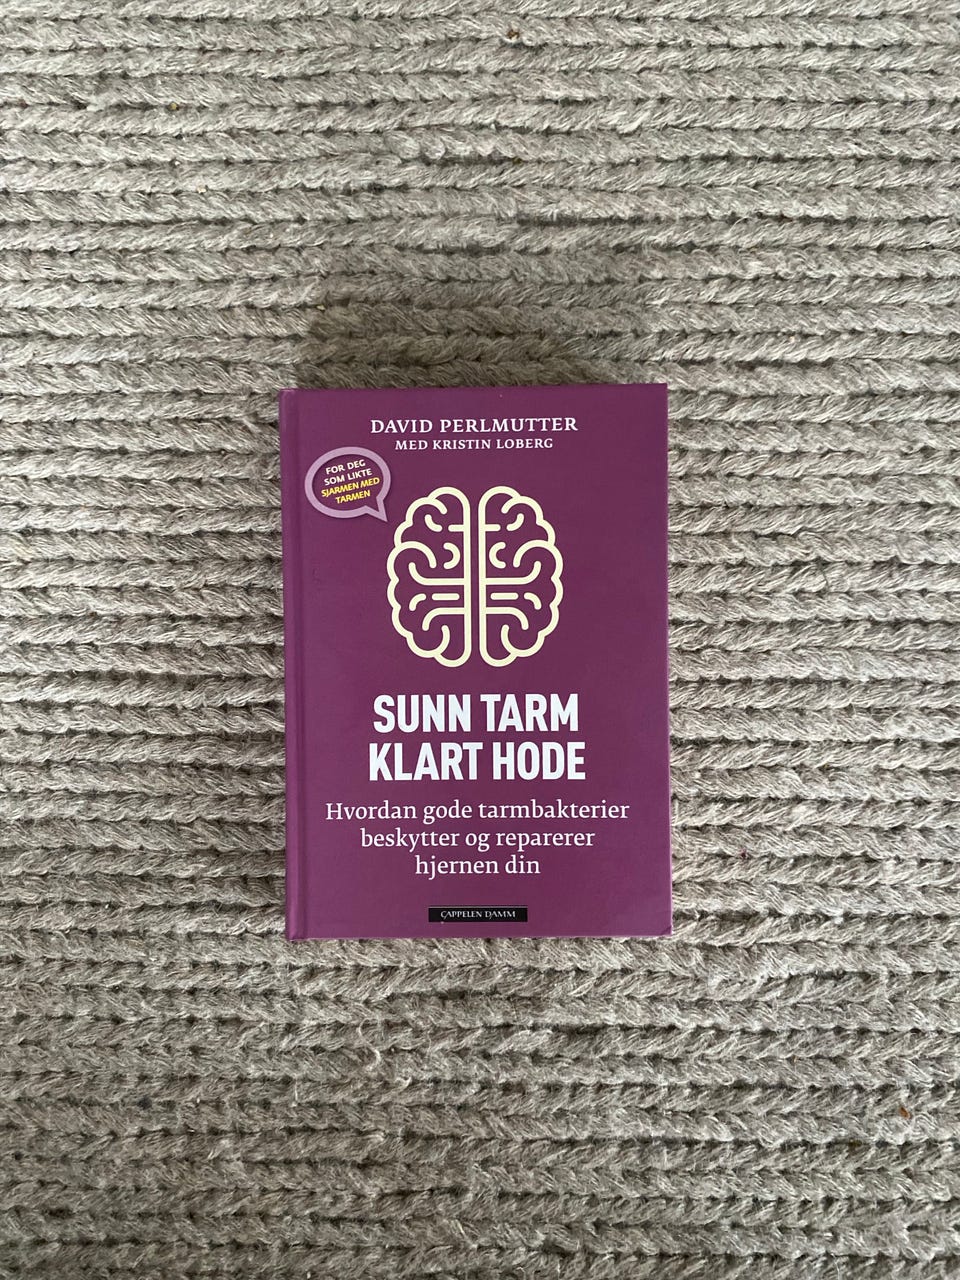 DAVID PERLMUTTER
MED KRISTIN LOBERG
FOR DEG
SOM LIKTE
SJARMEN MED
TARMEN
SUNN TARM
KLART HODE
Hvordan gode tarmbakterier
beskytter og reparerer
hjernen din
CAPPELEN DAMM